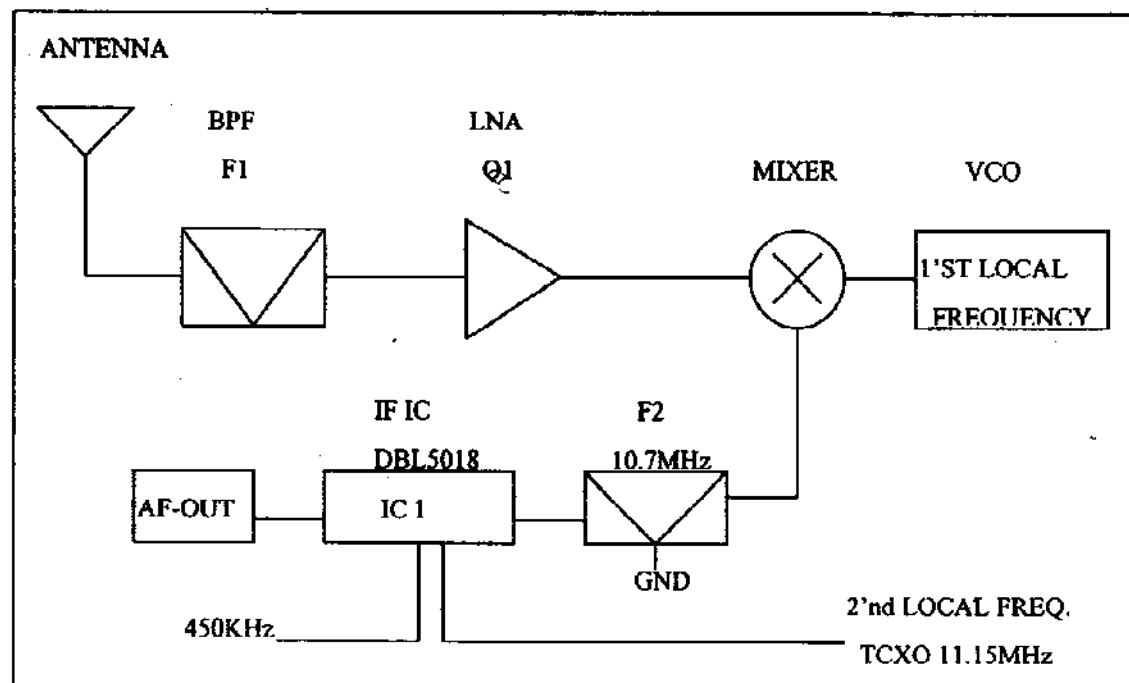 ANTENNA
BPF
F1
LNA
Q1
MIXER
VCO
1'ST LOCAL
FREQUENCY
IF IC
DBL5018
IC 1
F2
10.7MHz
AF-OUT
GND
450KHz
2'nd LOCAL FREQ.
TCXO 11.15MHz